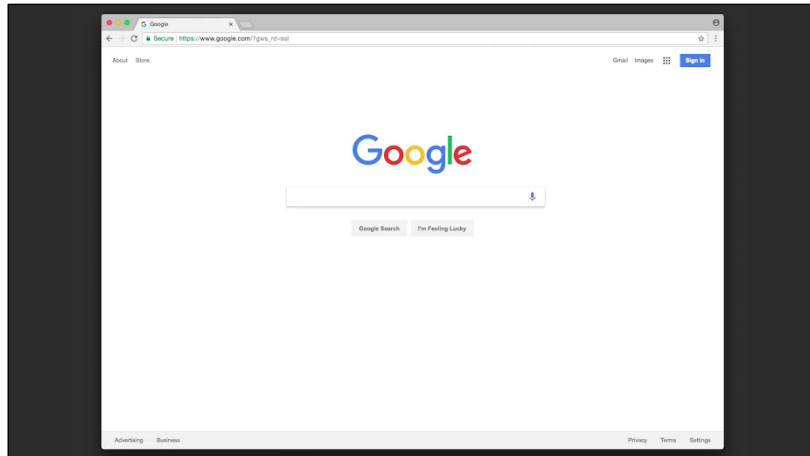 Google
Secure | https://www.google.com/?gws_rd=ssl
About Store
Gmail Images Sign in
Google
Google Search I'm Feeling Lucky
Advertising Business
Privacy Terms Settings